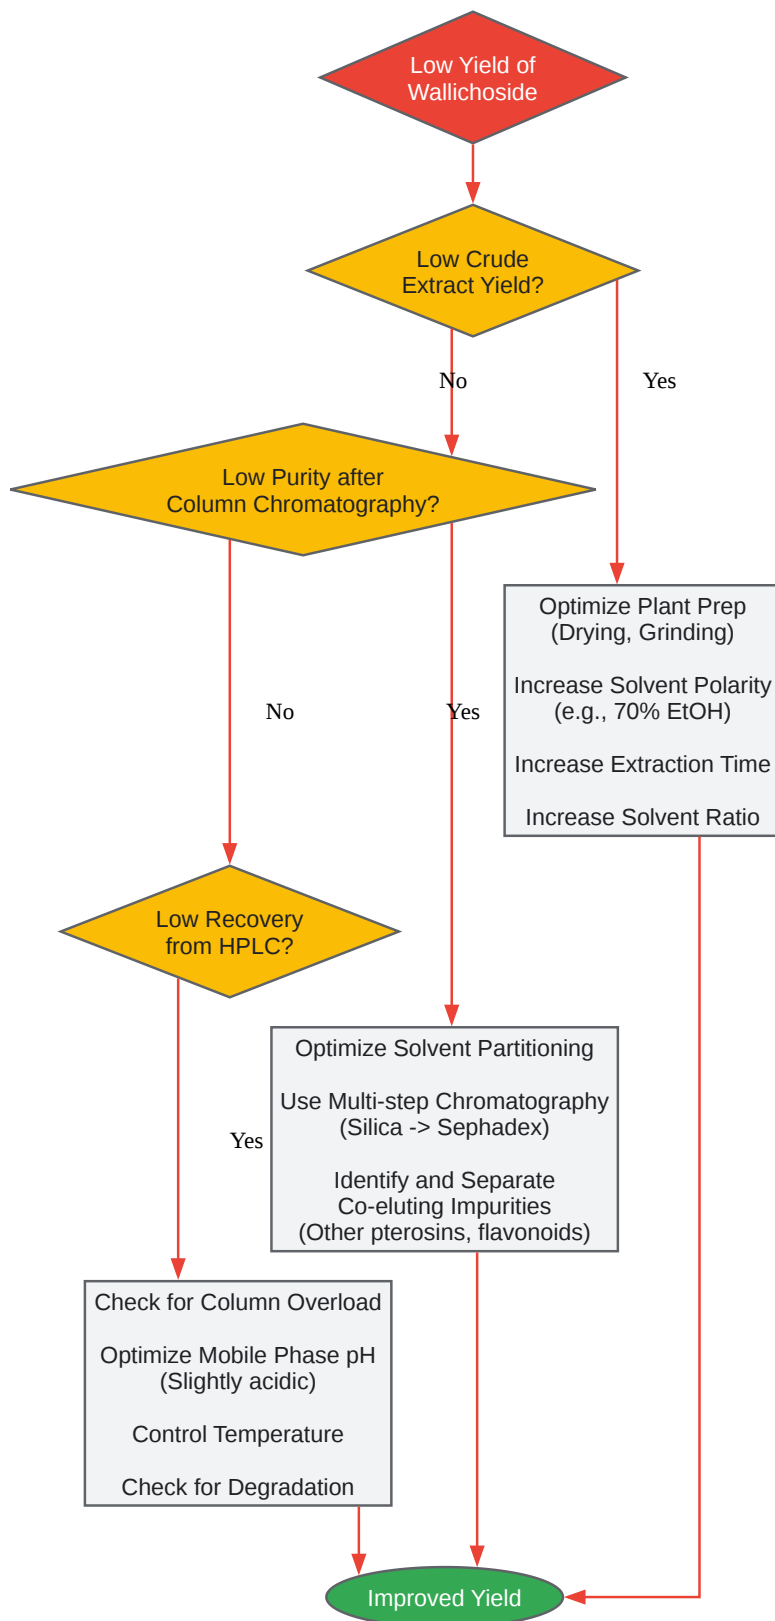 Low Yield of
Wallichoside
Low Crude
Extract Yield?
No
Yes
Low Purity after
Column Chromatography?
Optimize Plant Prep
(Drying, Grinding)
Increase Solvent Polarity
(e.g., 70% EtOH)
Increase Extraction Time
Increase Solvent Ratio
No
Yes
Low Recovery
from HPLC?
Optimize Solvent Partitioning
Use Multi-step Chromatography
(Silica -> Sephadex)
Identify and Separate
Co-eluting Impurities
(Other pterosins, flavonoids)
Yes
Check for Column Overload
Optimize Mobile Phase pH
(Slightly acidic)
Control Temperature
Check for Degradation
Improved Yield